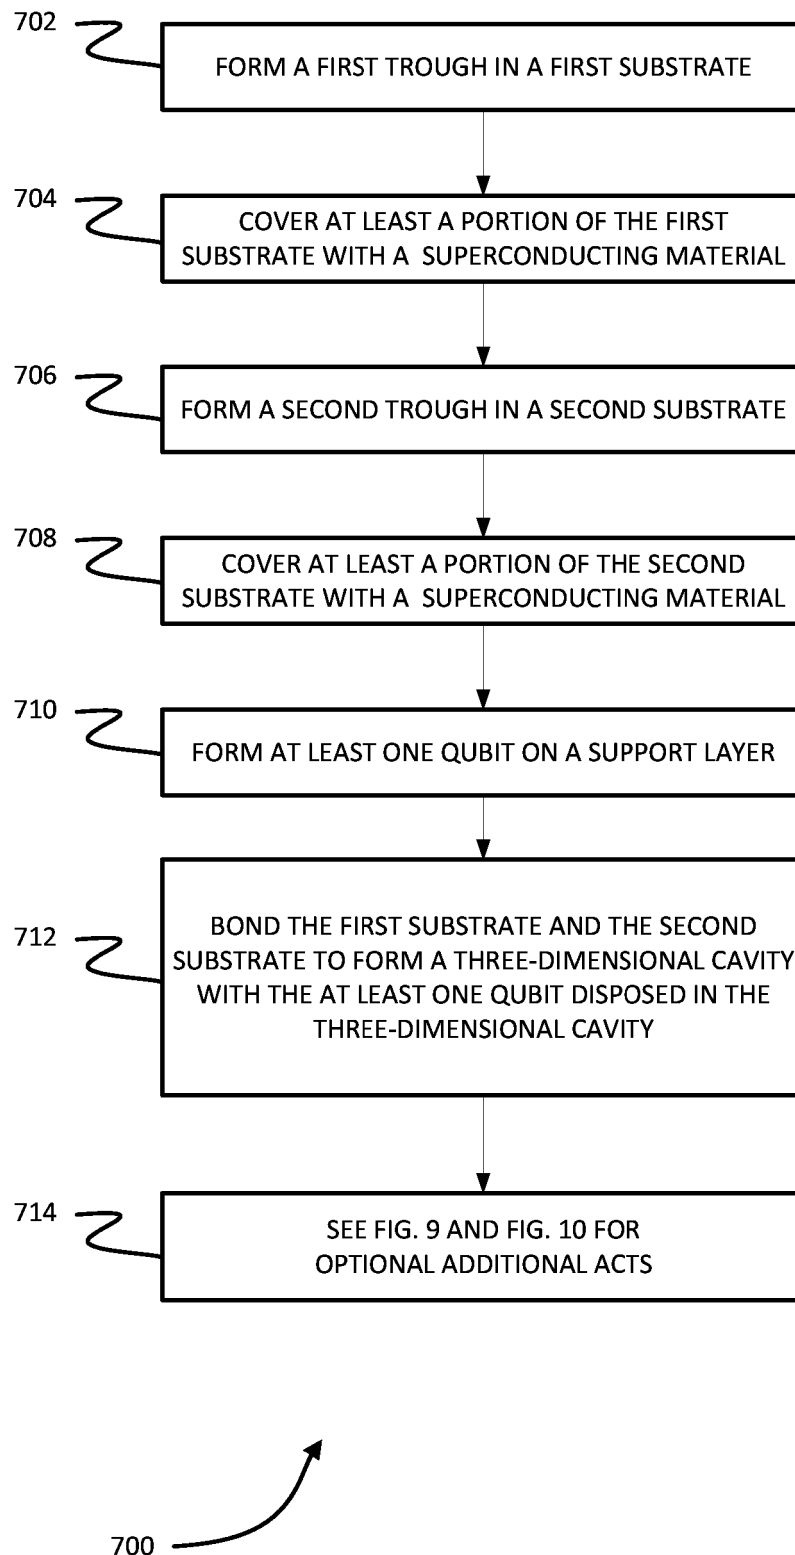 702
FORM A FIRST TROUGH IN A FIRST SUBSTRATE
704
COVER AT LEAST A PORTION OF THE FIRST
SUBSTRATE WITH A SUPERCONDUCTING MATERIAL
706
FORM A SECOND TROUGH IN A SECOND SUBSTRATE
708
COVER AT LEAST A PORTION OF THE SECOND
SUBSTRATE WITH A SUPERCONDUCTING MATERIAL
710
FORM AT LEAST ONE QUBIT ON A SUPPORT LAYER
712
BOND THE FIRST SUBSTRATE AND THE SECOND
SUBSTRATE TO FORM A THREE-DIMENSIONAL CAVITY
WITH THE AT LEAST ONE QUBIT DISPOSED IN THE
THREE-DIMENSIONAL CAVITY
714
SEE FIG. 9 AND FIG. 10 FOR
OPTIONAL ADDITIONAL ACTS
700